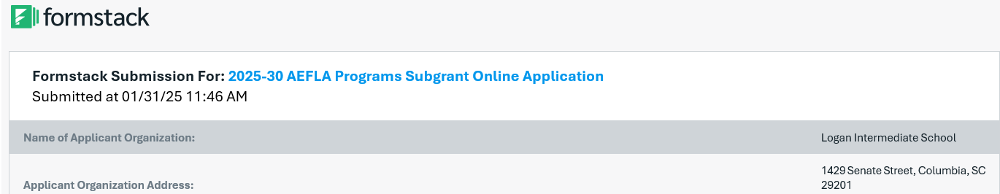 formstack
Formstack Submission For: 2025-30 AEFLA Programs Subgrant Online Application
Submitted at 01/31/25 11:46 AM
Name of Applicant Organization:
Logan Intermediate School
Applicant Organization Address:
1429 Senate Street, Columbia, SC
29201